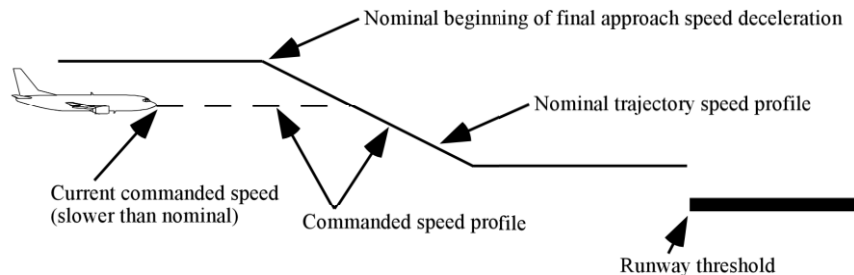 Nominal beginning of final approach speed deceleration
Nominal trajectory speed profile
Current commanded speed
(slower than nominal)
Commanded speed profile
Runway threshold